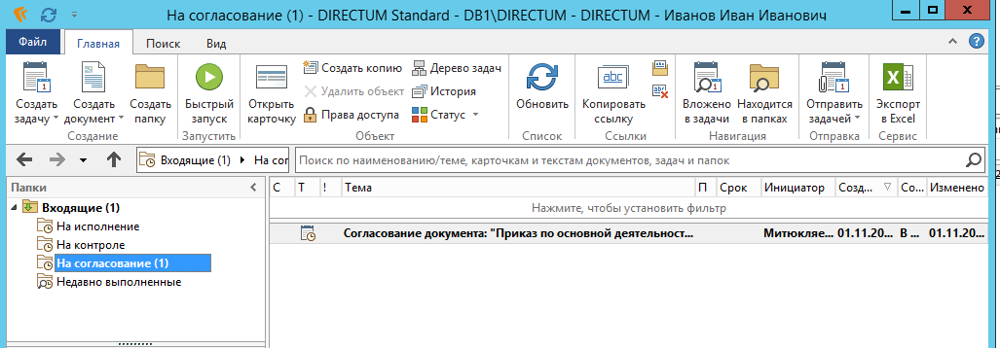 На согласование (1) - DIRECTUM Standard - DB1\DIRECTUM - DIRECTUM - Иванов Иван Иванович
Файл Главная Поиск Вид
Создать задачу Создать документ Создать папку Быстрый запуск Открыть карточку Создать копию Удалить объект Права доступа Дерево задач История Статус Обновить Копировать ссылку Вложено в задачи Находится в папках Отправить задачей Экспорт в Excel
Создание Запустить Объект Список Ссылки Навигация Отправка Сервис
Входящие (1) На сог Поиск по наименованию/теме, карточкам и текстам документов, задач и папок
Папки С Т ! Тема П Срок Инициатор Созд... Со... Изменено
Входящие (1) Нажмите, чтобы установить фильтр
На исполнение
Согласование документа: "Приказ по основной деятельност... Митюкляе... 01.11.20... В ... 01.11.20...
На контроле
На согласование (1)
Недавно выполненные